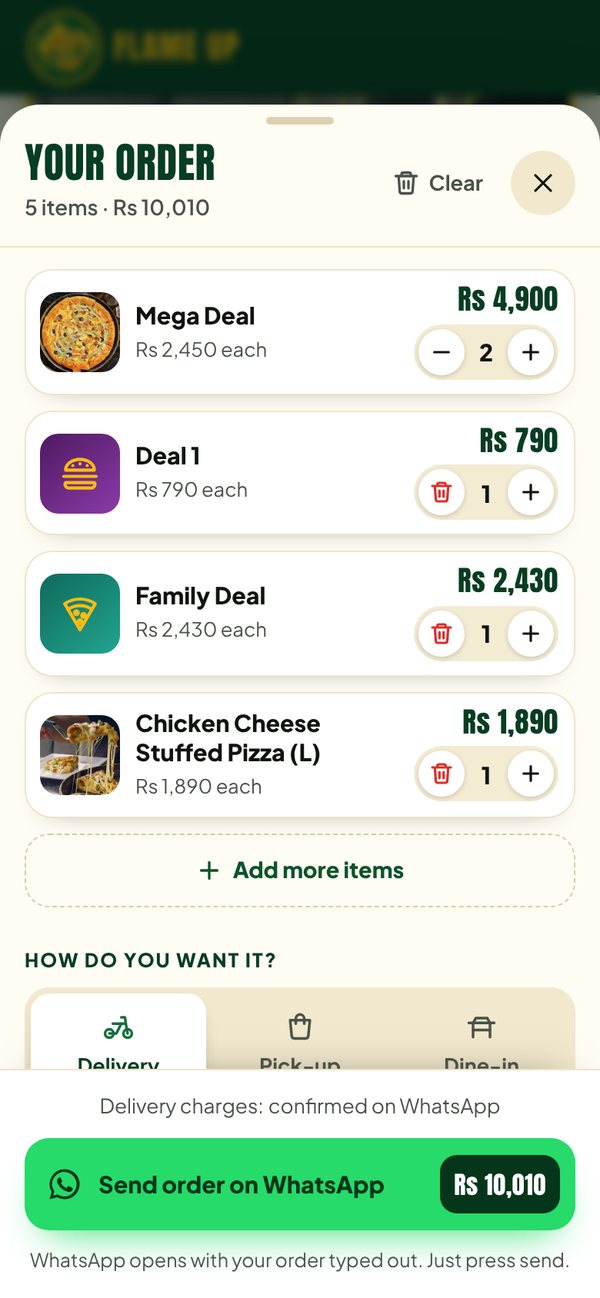 FLAME UP
YOUR ORDER
5 items · Rs 10,010
Clear
Mega Deal
Rs 2,450 each
Rs 4,900
2
Deal 1
Rs 790 each
Rs 790
1
Family Deal
Rs 2,430 each
Rs 2,430
1
Chicken Cheese
Stuffed Pizza (L)
Rs 1,890 each
Rs 1,890
1
Add more items
HOW DO YOU WANT IT?
Delivery
Pick-up
Dine-in
Delivery charges: confirmed on WhatsApp
Send order on WhatsApp
Rs 10,010
WhatsApp opens with your order typed out. Just press send.